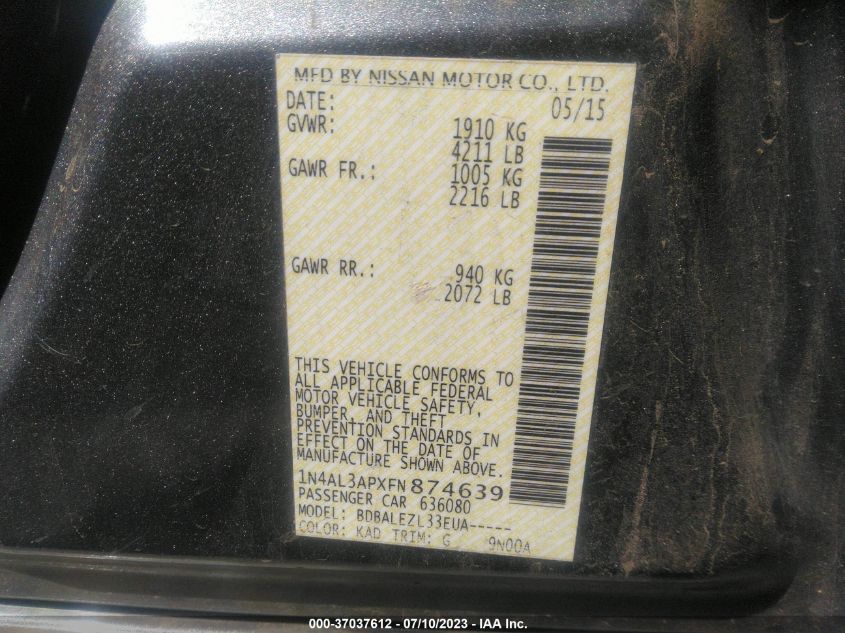 MFD BY NISSAN MOTOR CO., LTD.
DATE: 05/15
GVWR: 1910 KG
4211 LB
GAWR FR.: 1005 KG
2216 LB
GAWR RR.: 940 KG
2072 LB
THIS VEHICLE CONFORMS TO
ALL APPLICABLE FEDERAL
MOTOR VEHICLE SAFETY,
BUMPER, AND THEFT
PREVENTION STANDARDS IN
EFFECT ON THE DATE OF
MANUFACTURE SHOWN ABOVE.
1N4AL3APXFN874639
PASSENGER CAR 636080
MODEL: BDBALEZL33EUA-----
COLOR: KAD TRIM: G 9N00A
000-37037612 - 07/10/2023 - IAA Inc.